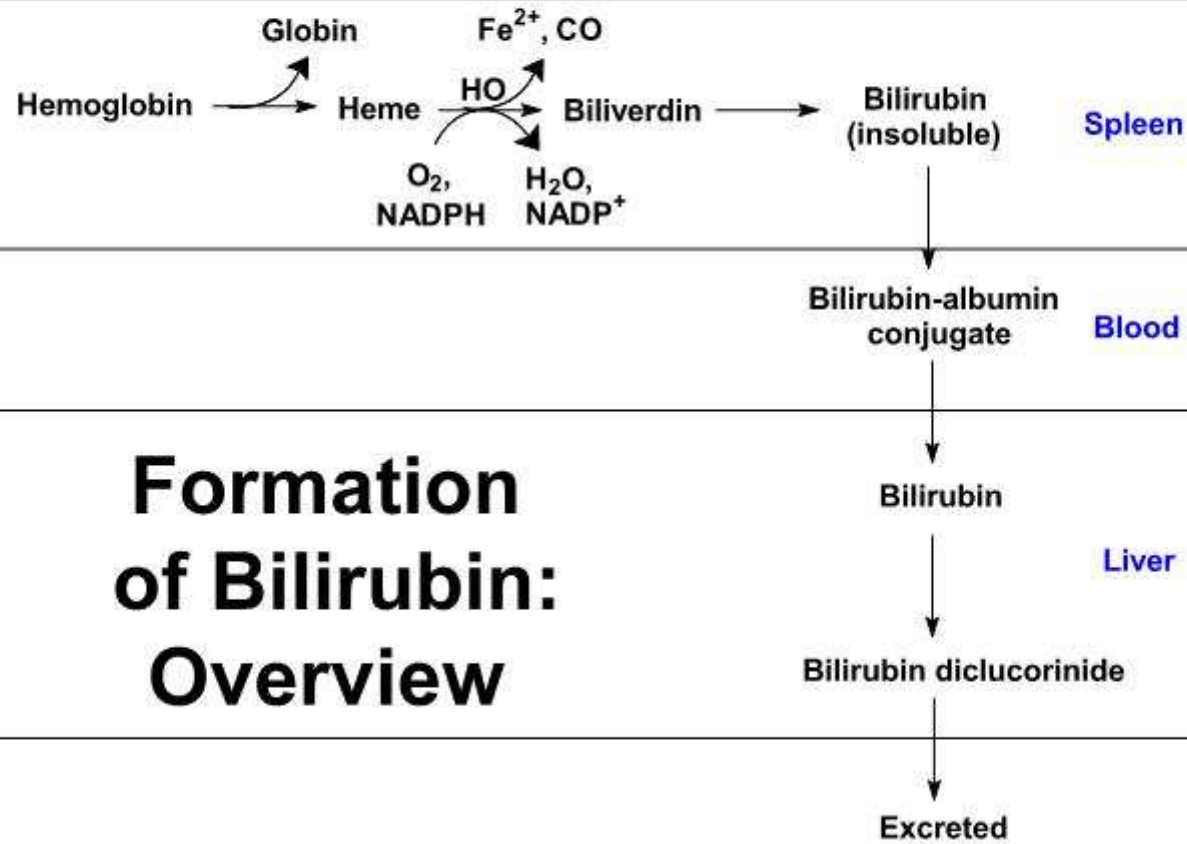 Globin
Fe2+, CO
Hemoglobin
Heme
HO
Biliverdin
Bilirubin
(insoluble)
Spleen
O2,
NADPH
H2O,
NADP+
Bilirubin-albumin
conjugate
Blood
Formation
of Bilirubin:
Overview
Bilirubin
Liver
Bilirubin diclucorinide
Excreted